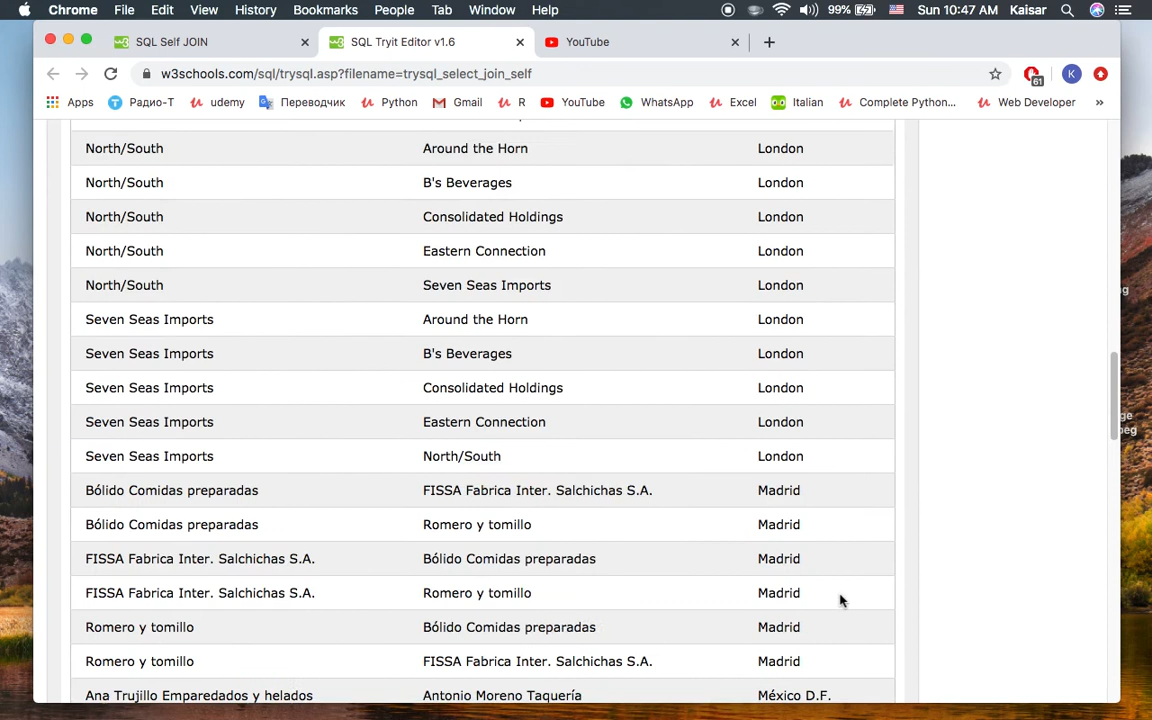 Chrome File Edit View History Bookmarks People Tab Window Help 99% Sun 10:47 AM Kaisar
SQL Self JOIN SQL Tryit Editor v1.6 YouTube
w3schools.com/sql/trysql.asp?filename=trysql_select_join_self 61 K
Apps Радио-Т udemy Переводчик Python Gmail R YouTube WhatsApp Excel Italian Complete Python... Web Developer »
North/South Around the Horn London
North/South B's Beverages London
North/South Consolidated Holdings London
North/South Eastern Connection London
North/South Seven Seas Imports London
Seven Seas Imports Around the Horn London
Seven Seas Imports B's Beverages London
Seven Seas Imports Consolidated Holdings London
Seven Seas Imports Eastern Connection London
Seven Seas Imports North/South London
Bólido Comidas preparadas FISSA Fabrica Inter. Salchichas S.A. Madrid
Bólido Comidas preparadas Romero y tomillo Madrid
FISSA Fabrica Inter. Salchichas S.A. Bólido Comidas preparadas Madrid
FISSA Fabrica Inter. Salchichas S.A. Romero y tomillo Madrid
Romero y tomillo Bólido Comidas preparadas Madrid
Romero y tomillo FISSA Fabrica Inter. Salchichas S.A. Madrid
Ana Trujillo Emparedados y helados Antonio Moreno Taquería México D.F.